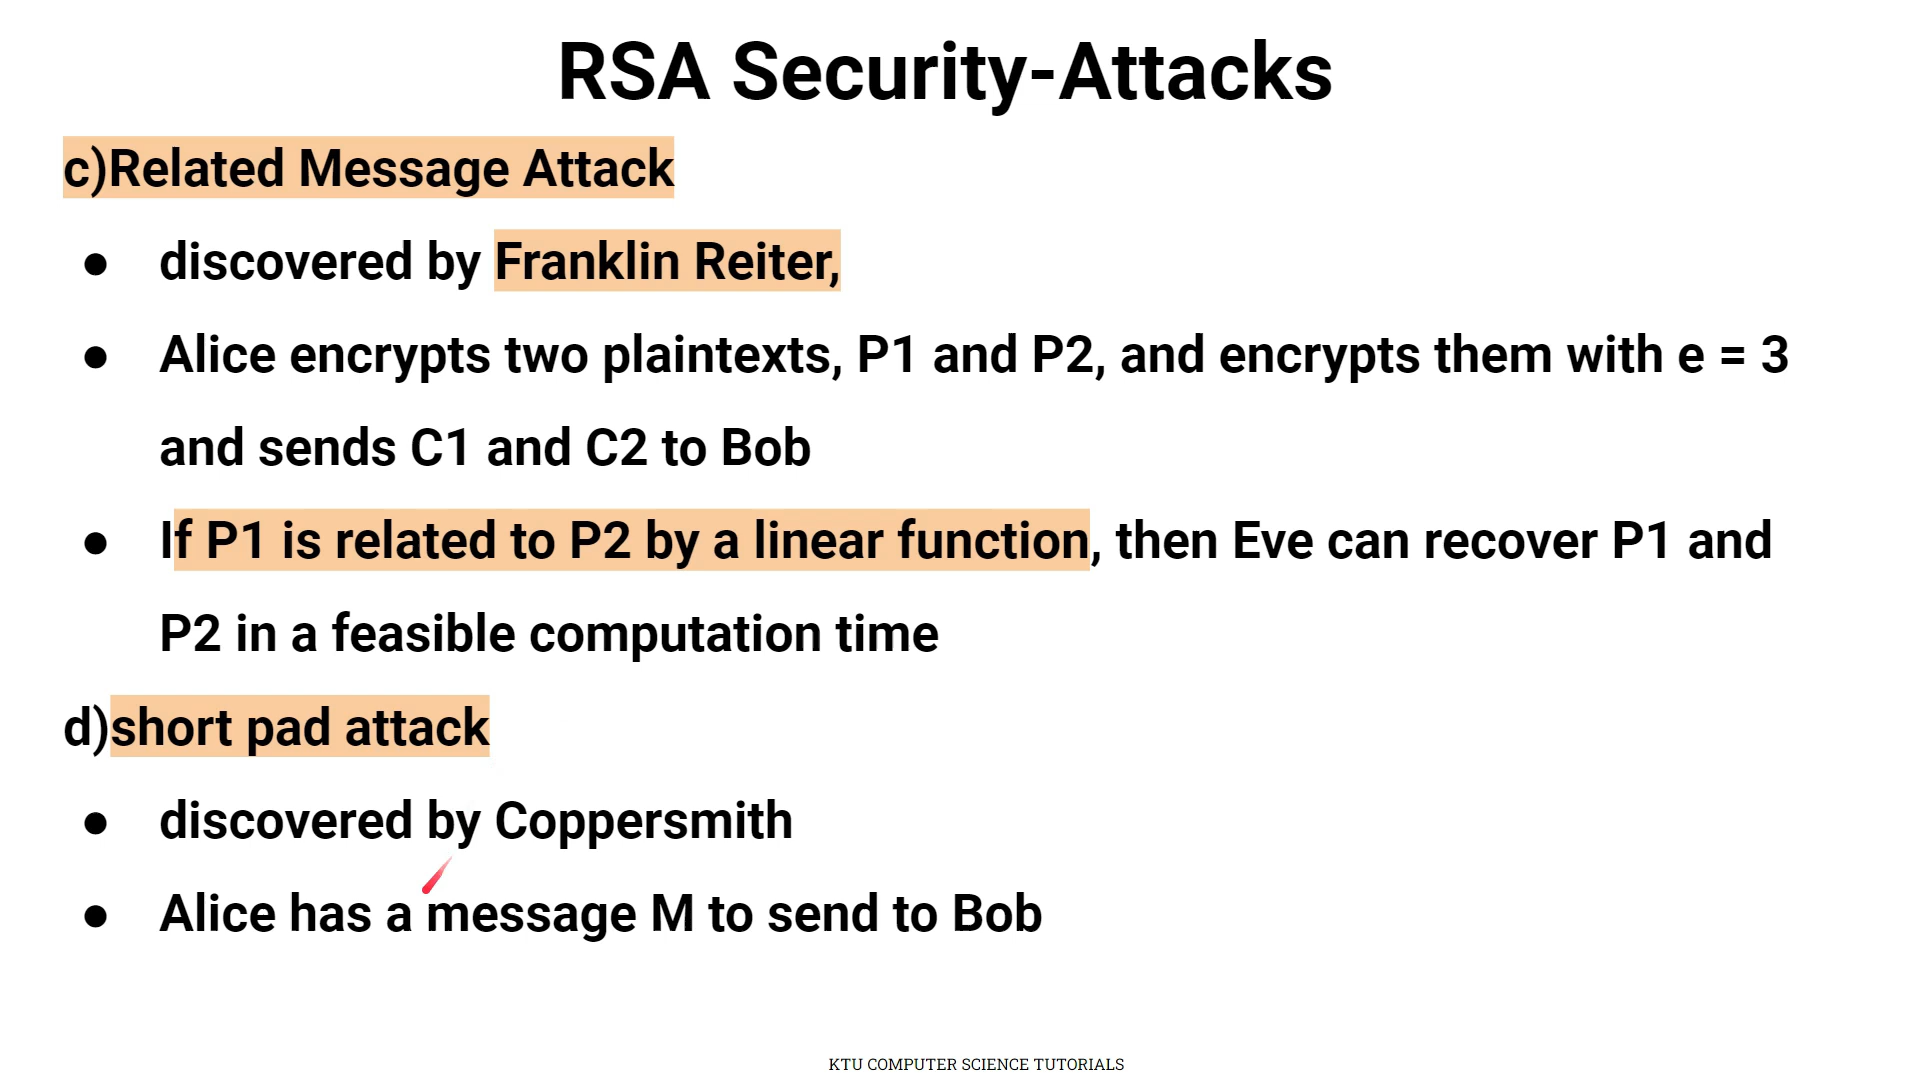 RSA Security-Attacks
c)Related Message Attack
● discovered by Franklin Reiter,
● Alice encrypts two plaintexts, P1 and P2, and encrypts them with e = 3
and sends C1 and C2 to Bob
● If P1 is related to P2 by a linear function, then Eve can recover P1 and
P2 in a feasible computation time
d)short pad attack
● discovered by Coppersmith
● Alice has a message M to send to Bob
KTU COMPUTER SCIENCE TUTORIALS